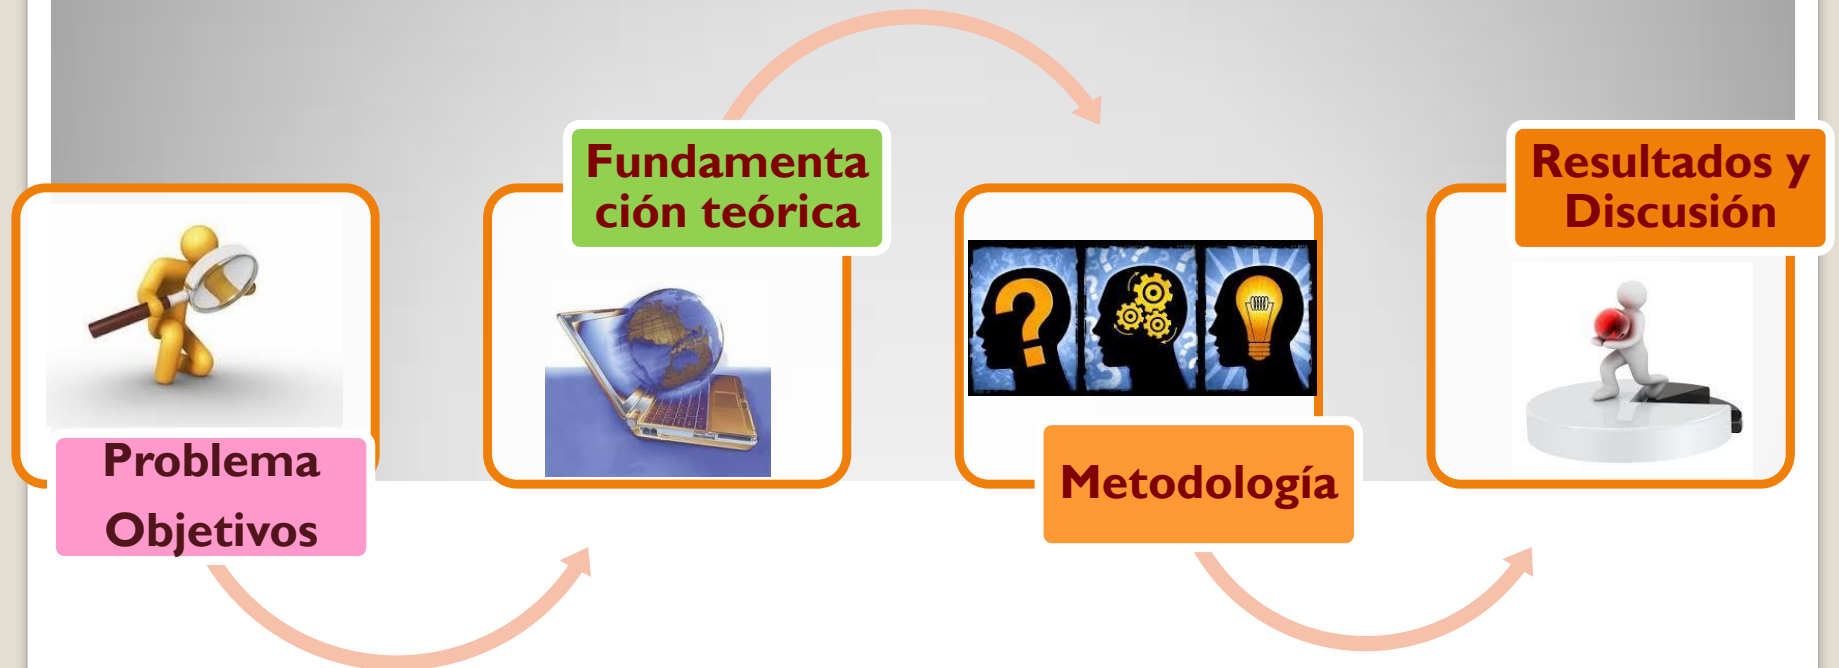 Problema
Objetivos
Fundamenta
ción teórica
Metodología
Resultados y
Discusión